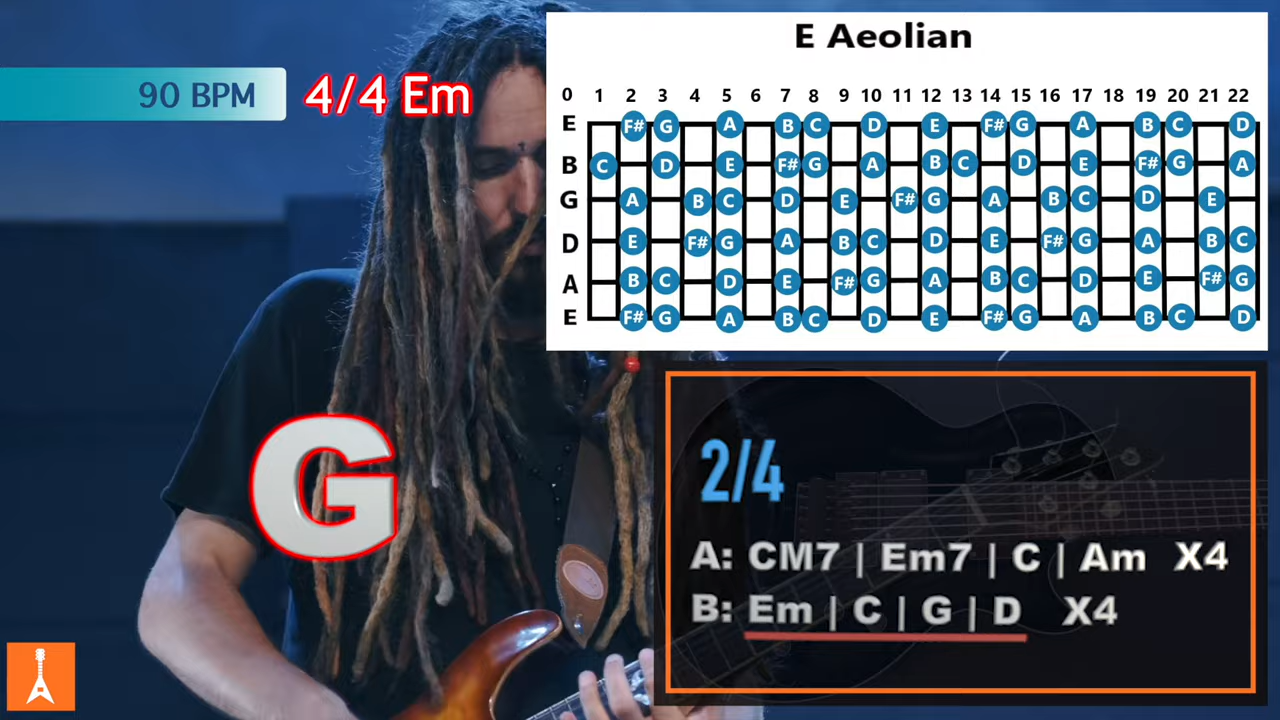 E Aeolian
90 BPM
4/4 Em
0 1 2 3 4 5 6 7 8 9 10 11 12 13 14 15 16 17 18 19 20 21 22
E F# G A B C D E F# G A B C D
B C D E F# G A B C D E F# G A
G A B C D E F# G A B C D E
D E F# G A B C D E F# G A B C
A B C D E F# G A B C D E F# G
E F# G A B C D E F# G A B C D
G
2/4
A: CM7 | Em7 | C | Am X4
B: Em | C | G | D X4